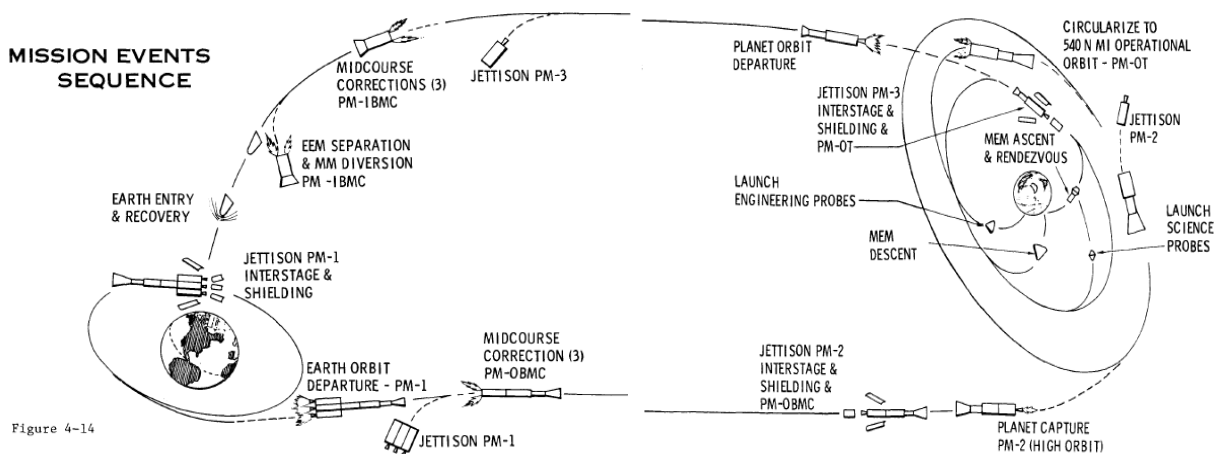 MISSION EVENTS
SEQUENCE
MIDCOURSE
CORRECTIONS (3)
PM-IBMC
JETTISON PM-3
EEM SEPARATION
& MM DIVERSION
PM-IBMC
EARTH ENTRY
& RECOVERY
JETTISON PM-1
INTERSTAGE &
SHIELDING
EARTH ORBIT
DEPARTURE - PM-1
MIDCOURSE
CORRECTION (3)
PM-OBMC
JETTISON PM-1
Figure 4-14
PLANET ORBIT
DEPARTURE
CIRCULARIZE TO
540 N MI OPERATIONAL
ORBIT - PM-OT
JETTISON PM-3
INTERSTAGE &
SHIELDING &
PM-OT
JETTISON
PM-2
MEM ASCENT
& RENDEZVOUS
LAUNCH
ENGINEERING PROBES
MEM
DESCENT
LAUNCH
SCIENCE
PROBES
JETTISON PM-2
INTERSTAGE &
SHIELDING &
PM-OBMC
PLANET CAPTURE
PM-2 (HIGH ORBIT)